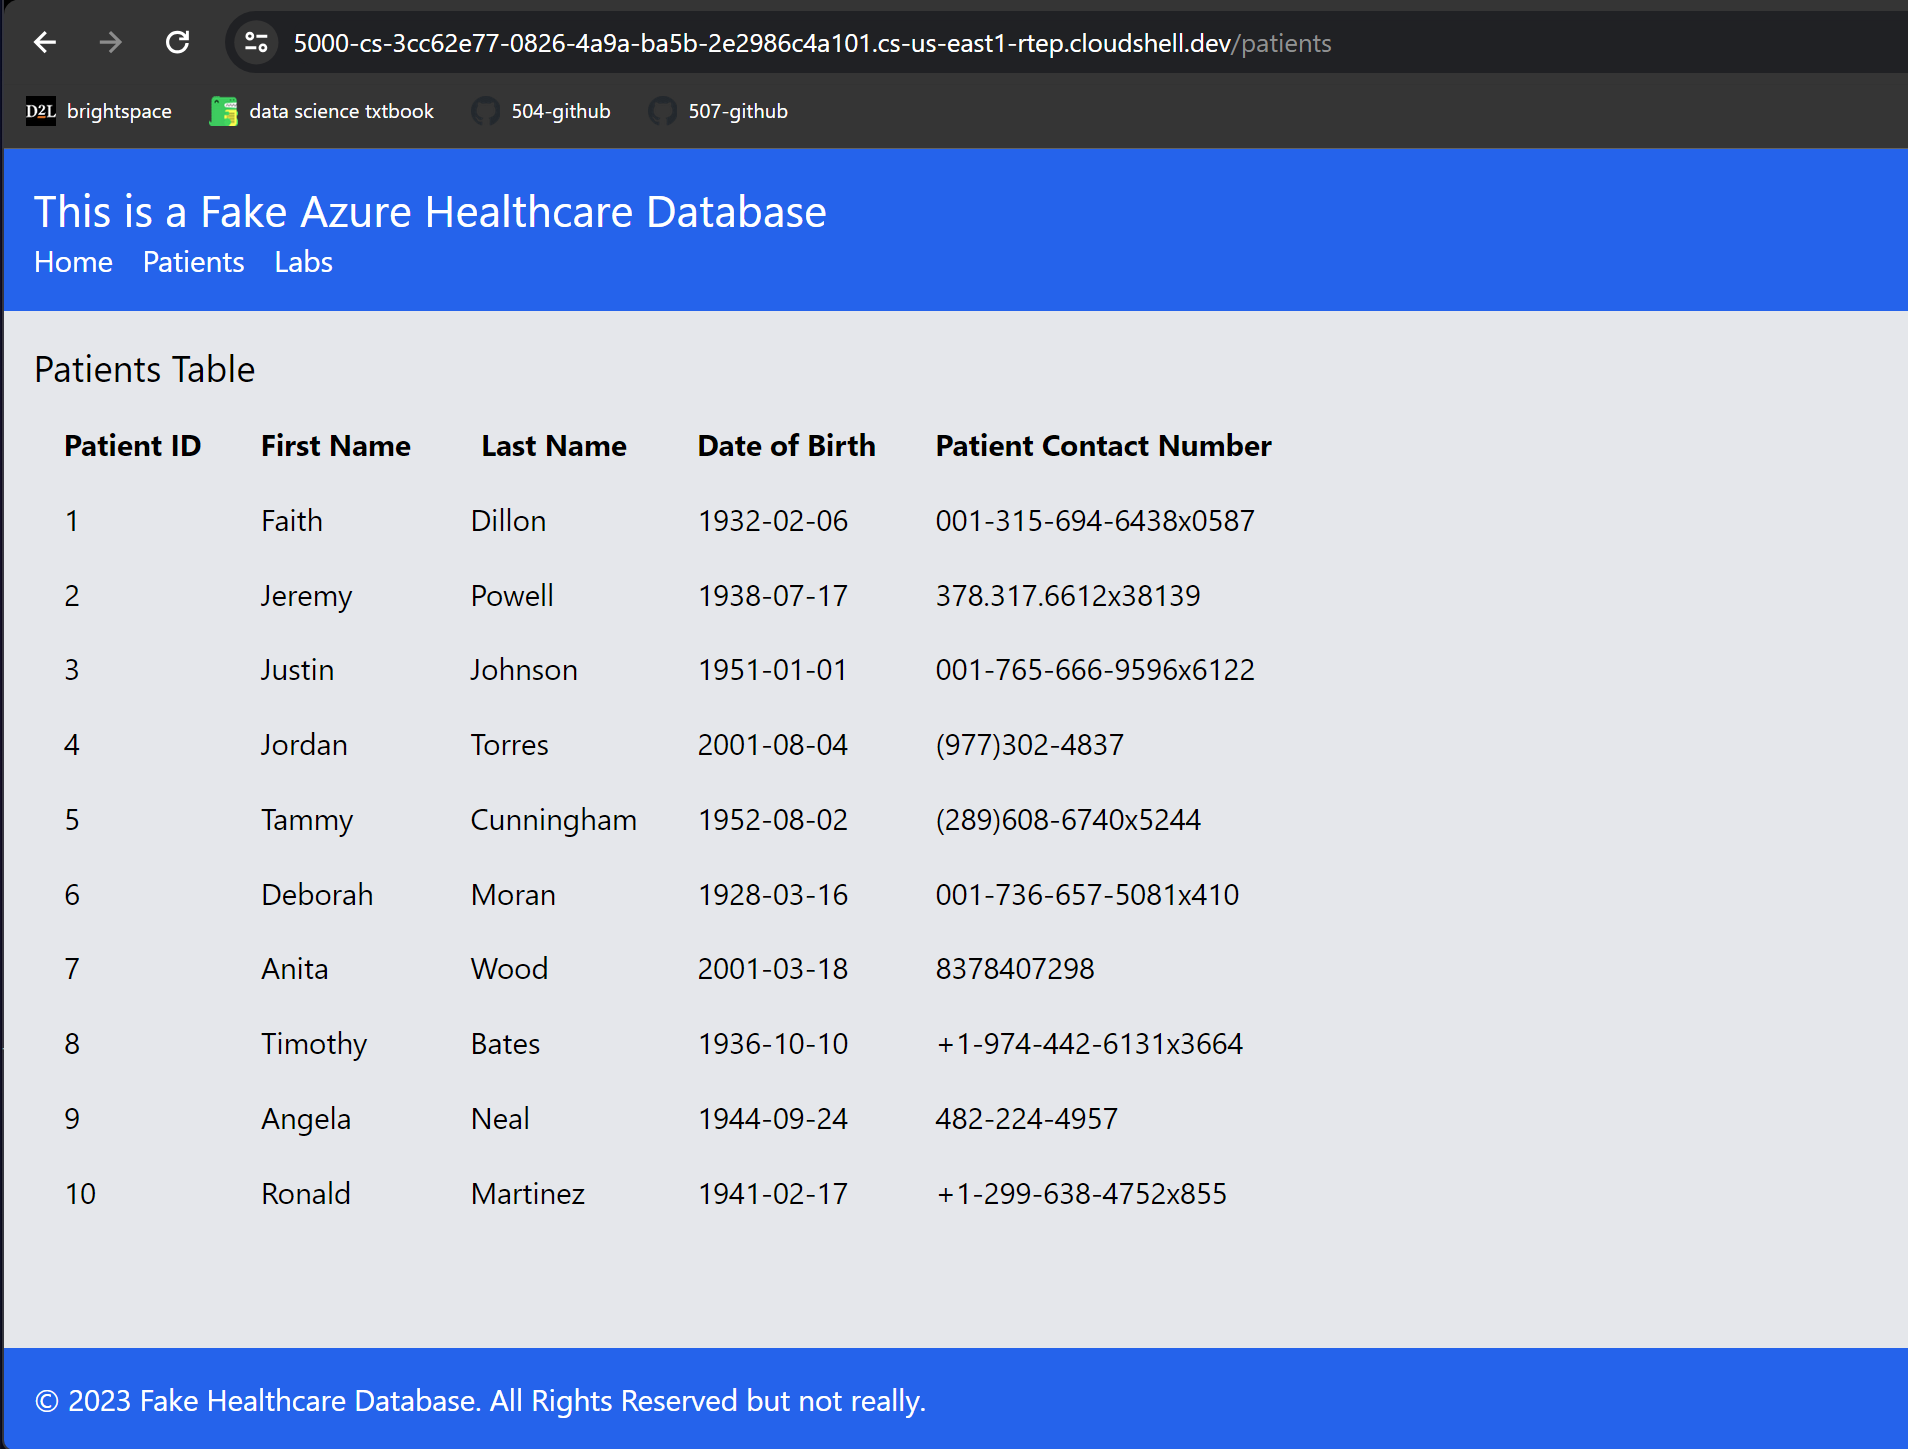 5000-cs-3cc62e77-0826-4a9a-ba5b-2e2986c4a101.cs-us-east1-rtep.cloudshell.dev/patients
D2L brightspace data science txtbook 504-github 507-github
This is a Fake Azure Healthcare Database
Home Patients Labs
Patients Table
Patient ID First Name Last Name Date of Birth Patient Contact Number
1 Faith Dillon 1932-02-06 001-315-694-6438x0587
2 Jeremy Powell 1938-07-17 378.317.6612x38139
3 Justin Johnson 1951-01-01 001-765-666-9596x6122
4 Jordan Torres 2001-08-04 (977)302-4837
5 Tammy Cunningham 1952-08-02 (289)608-6740x5244
6 Deborah Moran 1928-03-16 001-736-657-5081x410
7 Anita Wood 2001-03-18 8378407298
8 Timothy Bates 1936-10-10 +1-974-442-6131x3664
9 Angela Neal 1944-09-24 482-224-4957
10 Ronald Martinez 1941-02-17 +1-299-638-4752x855
© 2023 Fake Healthcare Database. All Rights Reserved but not really.